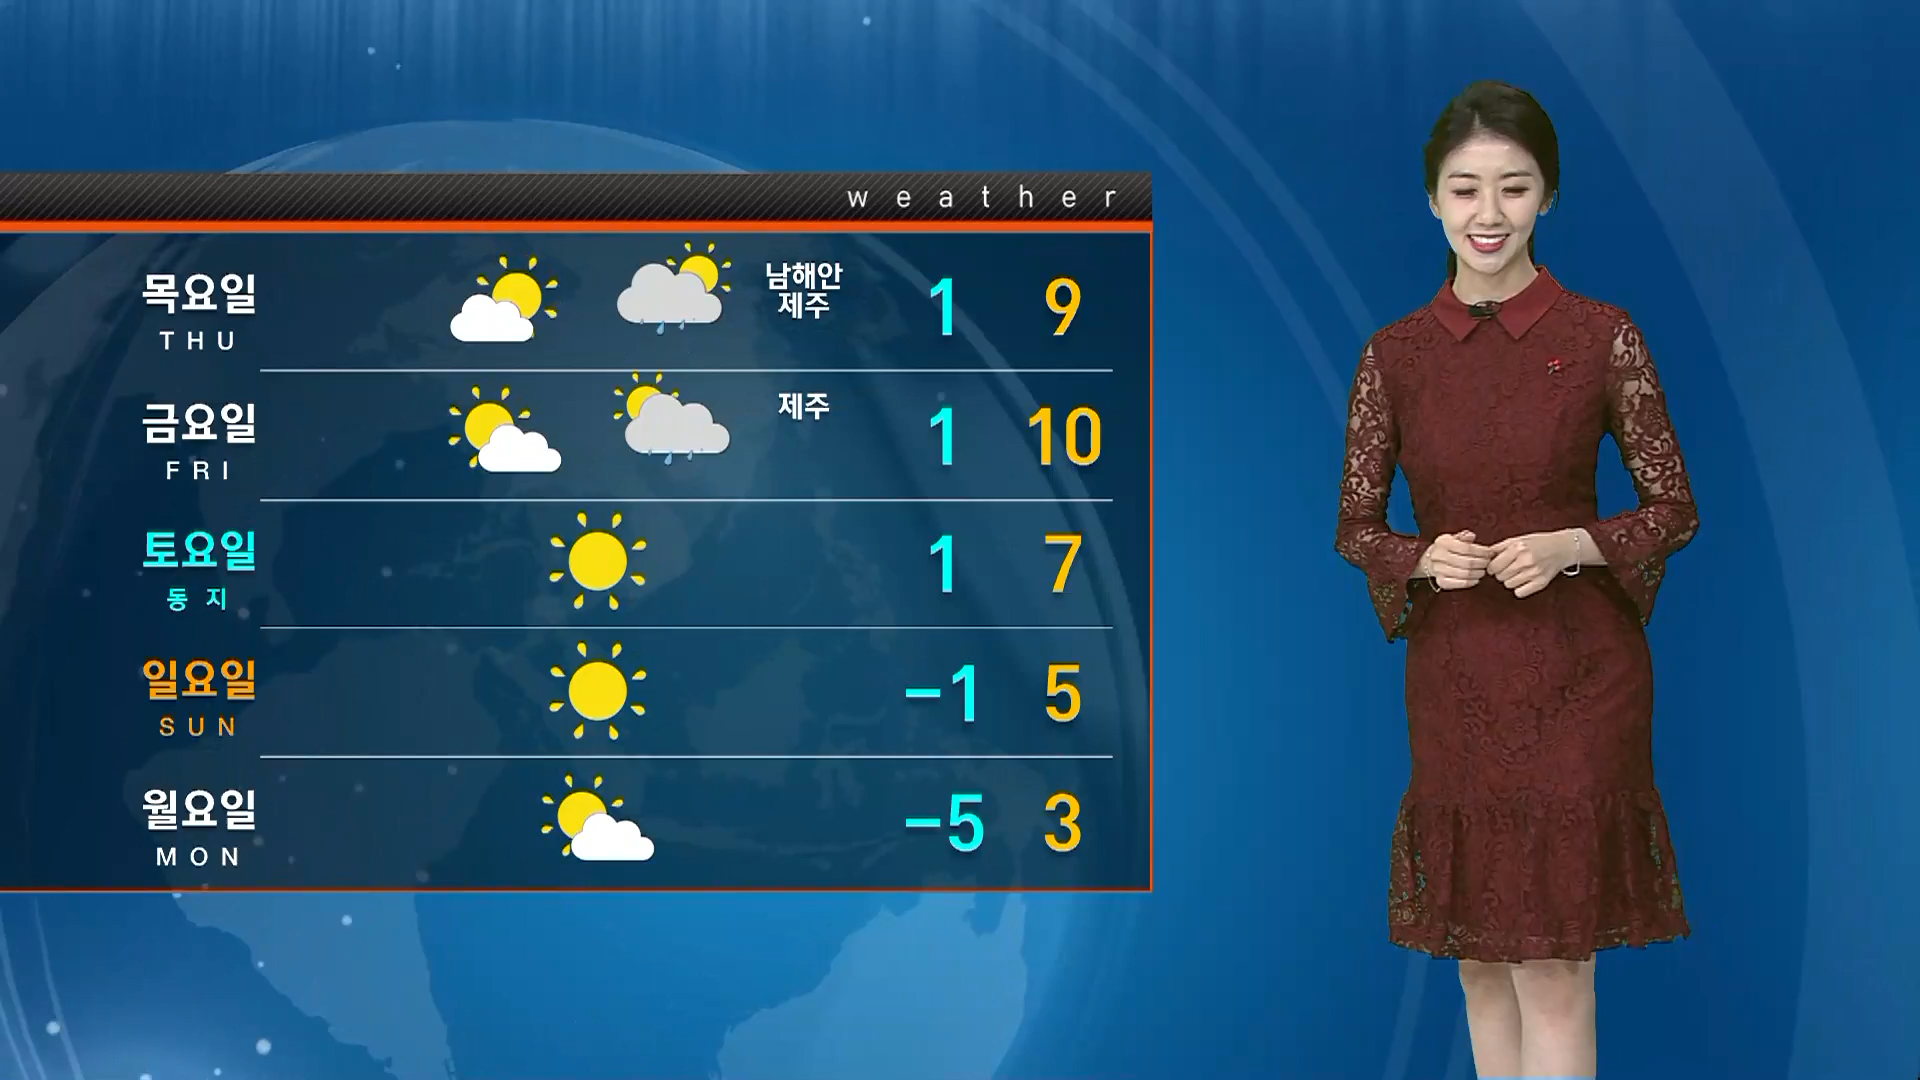 weather
목요일
THU
남해안
제주
1 9
금요일
FRI
제주
1 10
토요일
동지
1 7
일요일
SUN
-1 5
월요일
MON
-5 3